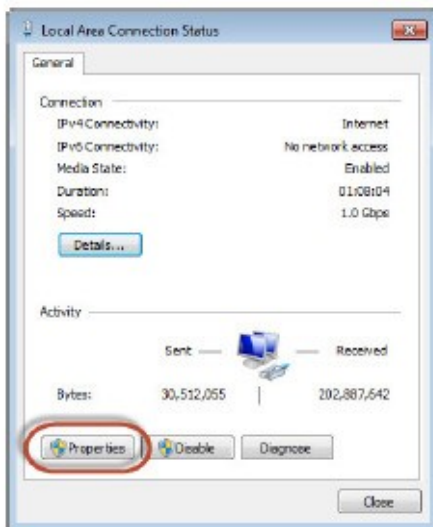 Local Area Connection Status
General
Connection
IPv4 Connectivity: Internet
IPv6 Connectivity: No network access
Media State: Enabled
Duration: 01:08:04
Speed: 1.0 Gbps
Details...
Activity
Sent — Received
Bytes: 30,512,055 202,887,642
Properties Disable Diagnose
Close